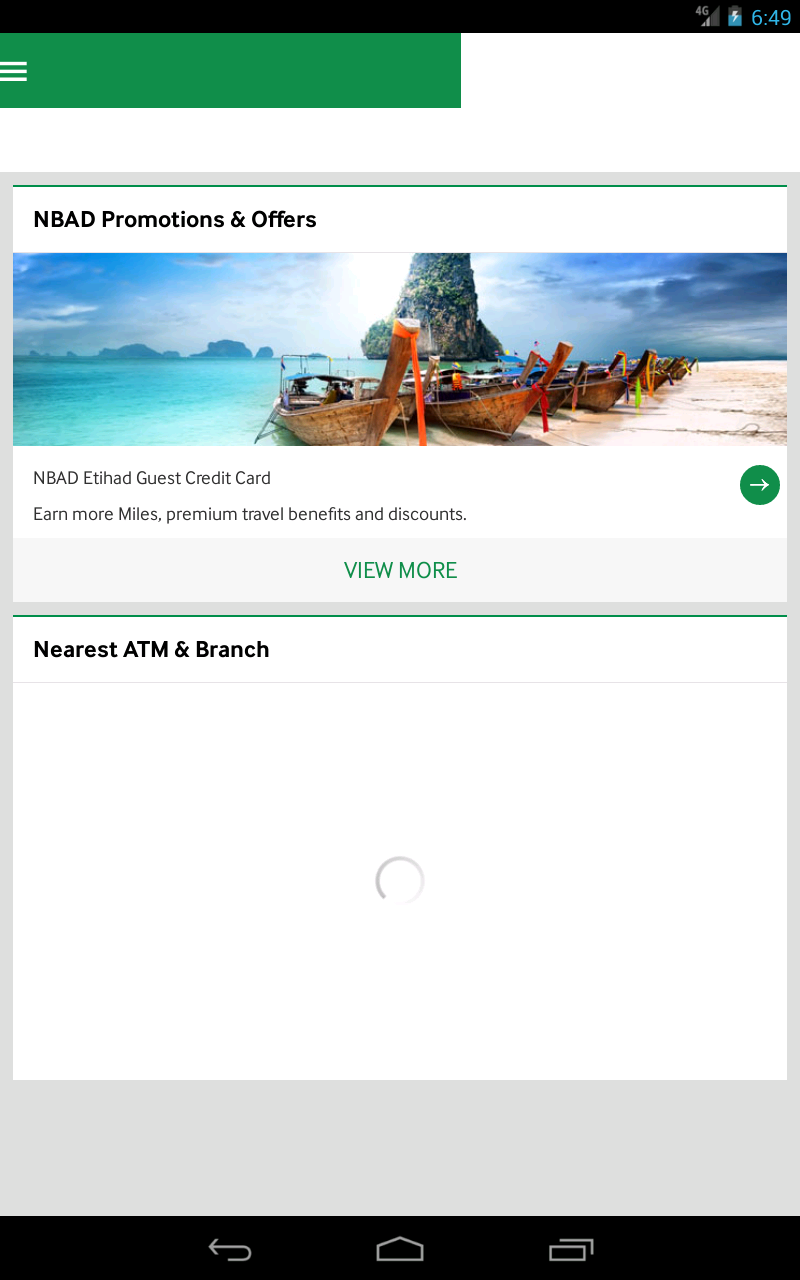 4G 6:49
NBAD Promotions & Offers
NBAD Etihad Guest Credit Card
Earn more Miles, premium travel benefits and discounts.
VIEW MORE
Nearest ATM & Branch